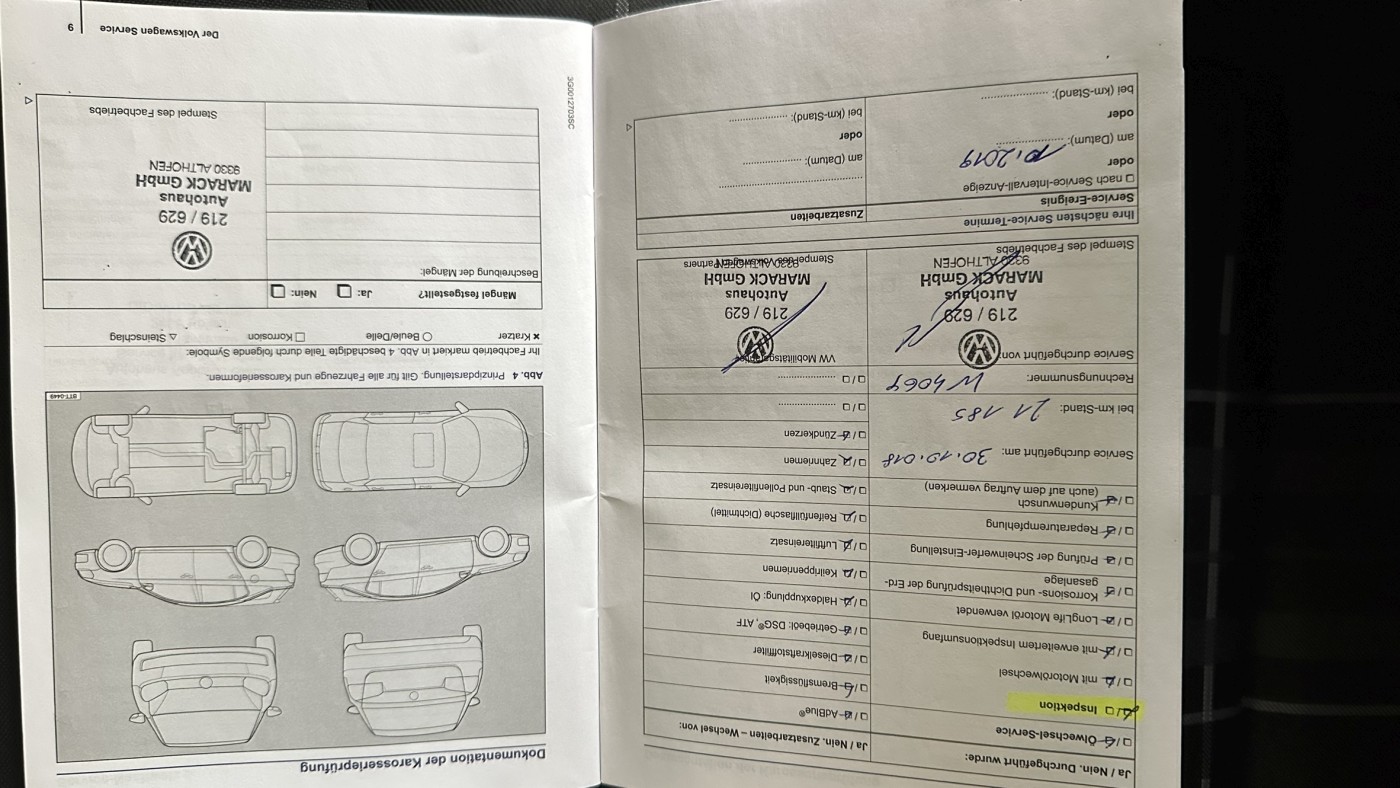 Ja / Nein. Durchgeführt wurde:
Ölwechsel-Service
Inspektion
mit Motorölwechsel
mit erweitertem Inspektionsumfang
LongLife Motoröl verwendet
Korrosions- und Dichtheitsprüfung der Erd-
gasanlage
Prüfung der Scheinwerfer-Einstellung
Reparaturempfehlung
Kundenwunsch
(auch auf dem Auftrag vermerken)
Service durchgeführt am: 30.10.018
bei km-Stand: 21 185
Rechnungsnummer:
Service durchgeführt von:
219 / 629
Autohaus
MARACK GmbH
9330 ALTHOFEN
Stempel des Fachbetriebs
Ja / Nein. Zusatzarbeiten – Wechsel von:
AdBlue®
Bremsflüssigkeit
Dieselkraftstofffilter
Getriebeöl: DSG®, ATF
Haldexkupplung: Öl
Keilrippenriemen
Luftfiltereinsatz
Reifenfüllflasche (Dichtmittel)
Staub- und Pollenfiltereinsatz
Zahnriemen
Zündkerzen
VW Mobilitätsgarantie
219 / 629
Autohaus
MARACK GmbH
9330 ALTHOFEN
Stempel des Volkswagen Partners
Ihre nächsten Service-Termine
Service-Ereignis
nach Service-Intervall-Anzeige
oder
am (Datum): 10.2019
oder
bei (km-Stand):
Zusatzarbeiten
am (Datum):
oder
bei (km-Stand):
Dokumentation der Karosserieprüfung
BTT-0449
Abb. 4 Prinzipdarstellung. Gilt für alle Fahrzeuge und Karosserieformen.
Ihr Fachbetrieb markiert in Abb. 4 beschädigte Teile durch folgende Symbole:
× Kratzer ○ Beule/Delle □ Korrosion △ Steinschlag
Mängel festgestellt? Ja: Nein:
Beschreibung der Mängel:
219 / 629
Autohaus
MARACK GmbH
9330 ALTHOFEN
Stempel des Fachbetriebs
3G0012703SC
Der Volkswagen Service 9